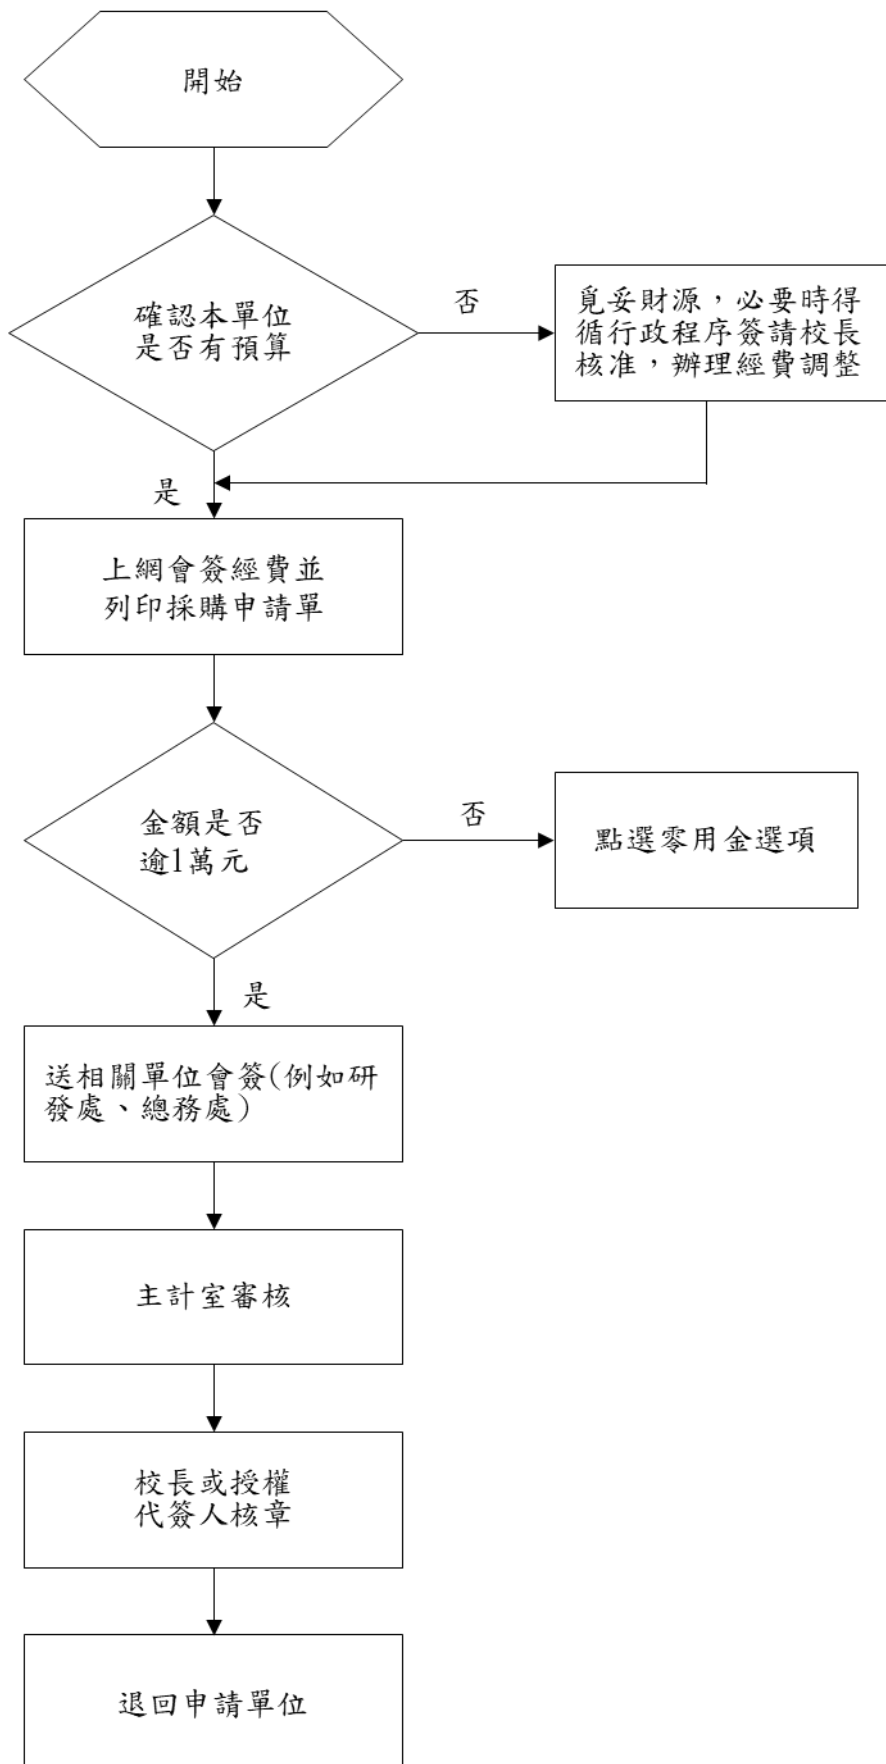 開始
確認本單位
是否有預算
否
覓妥財源，必要時得
循行政程序簽請校長
核准，辦理經費調整
是
上網會簽經費並
列印採購申請單
金額是否
逾1萬元
否
點選零用金選項
是
送相關單位會簽(例如研
發處、總務處)
主計室審核
校長或授權
代簽人核章
退回申請單位